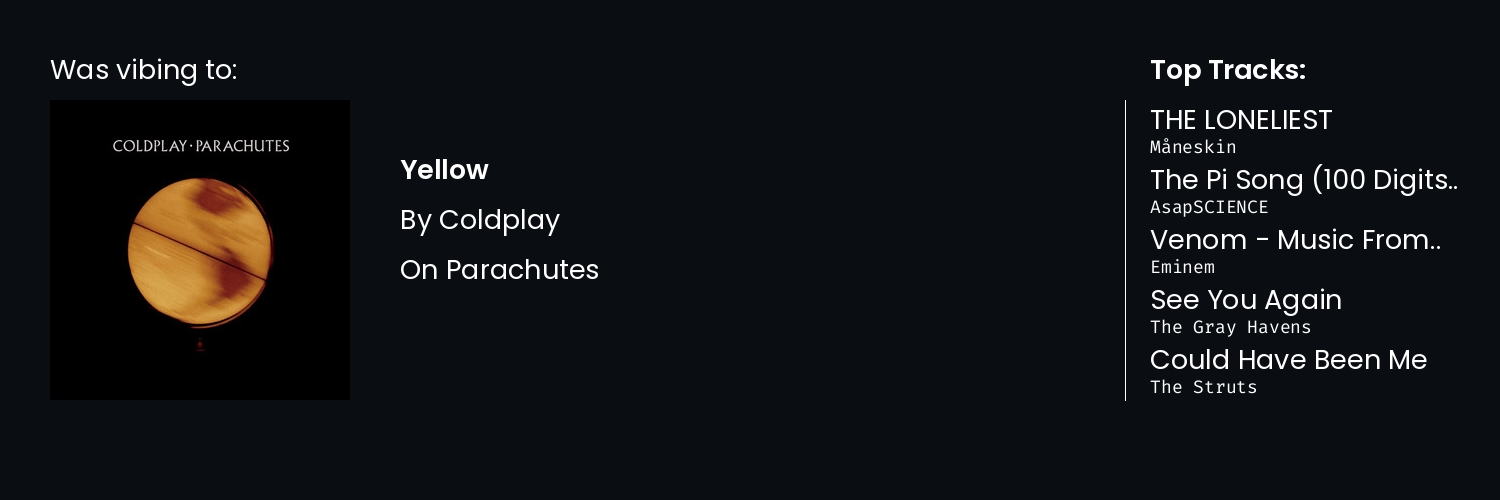 Was vibing to:
COLDPLAY · PARACHUTES
Yellow
By Coldplay
On Parachutes
Top Tracks:
THE LONELIEST
Måneskin
The Pi Song (100 Digits..
AsapSCIENCE
Venom - Music From..
Eminem
See You Again
The Gray Havens
Could Have Been Me
The Struts